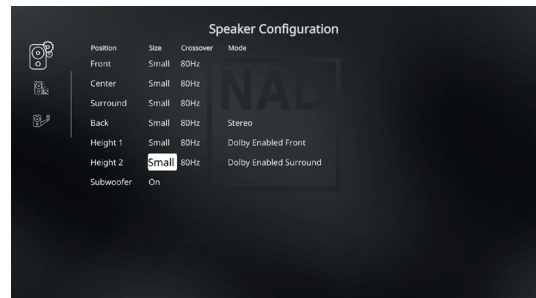 Speaker Configuration
Position Size Crossover Mode
Front Small 80Hz
Center Small 80Hz
Surround Small 80Hz
Back Small 80Hz Stereo
Height 1 Small 80Hz Dolby Enabled Front
Height 2 Small 80Hz Dolby Enabled Surround
Subwoofer On
NAD